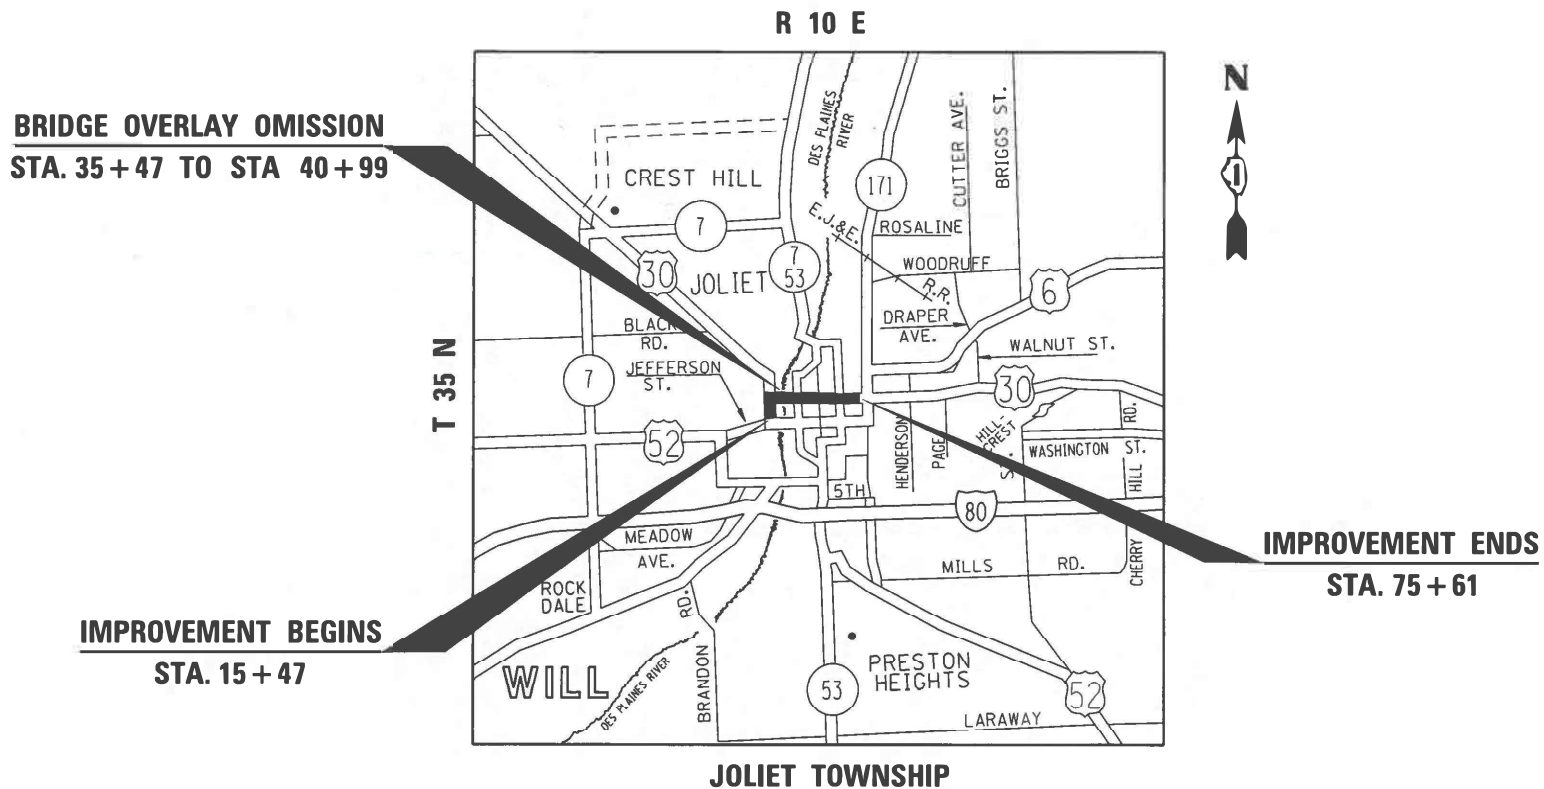 R 10 E
N
BRIDGE OVERLAY OMISSION
STA. 35+47 TO STA 40+99
DES PLAINES
RIVER
CUTTER AVE.
BRIGGS ST.
CREST HILL
171
7
E.J.&E.
R.R.
ROSALINE
7
53
30
JOLIET
WOODRUFF
6
BLACK
RD.
DRAPER
AVE.
WALNUT ST.
T 35 N
JEFFERSON
ST.
7
30
52
HENDERSON
PAGE
HILL-
CREST
RD.
WASHINGTON ST.
HILL
CHERRY
5TH
80
MEADOW
AVE.
MILLS RD.
IMPROVEMENT ENDS
STA. 75+61
ROCK
DALE
RD.
BRANDON
IMPROVEMENT BEGINS
STA. 15+47
WILL
DES PLAINES RIVER
53
PRESTON
HEIGHTS
52
LARAWAY
JOLIET TOWNSHIP